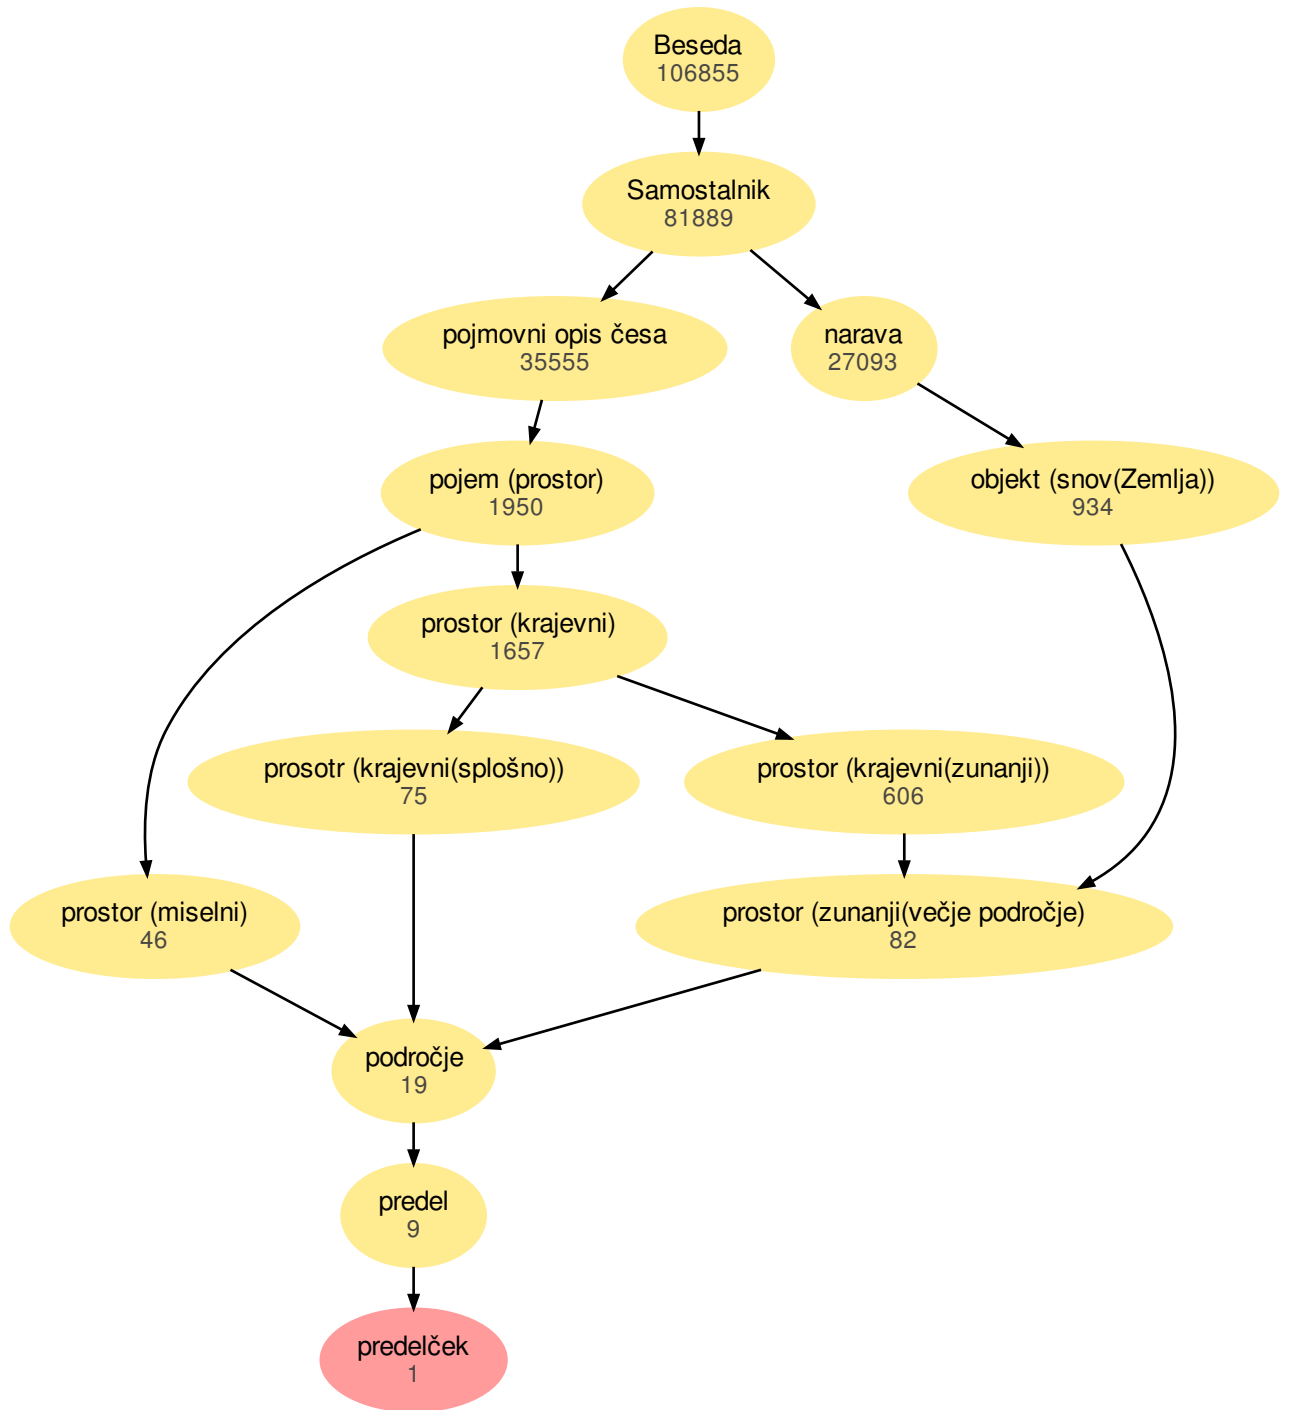 Beseda
106855
Samostalnik
81889
pojmovni opis česa
35555
narava
27093
pojem (prostor)
1950
objekt (snov(Zemlja))
934
prostor (krajevni)
1657
prosotr (krajevni(splošno))
75
prostor (krajevni(zunanji))
606
prostor (miselni)
46
prostor (zunanji(večje področje)
82
področje
19
predel
9
predelček
1